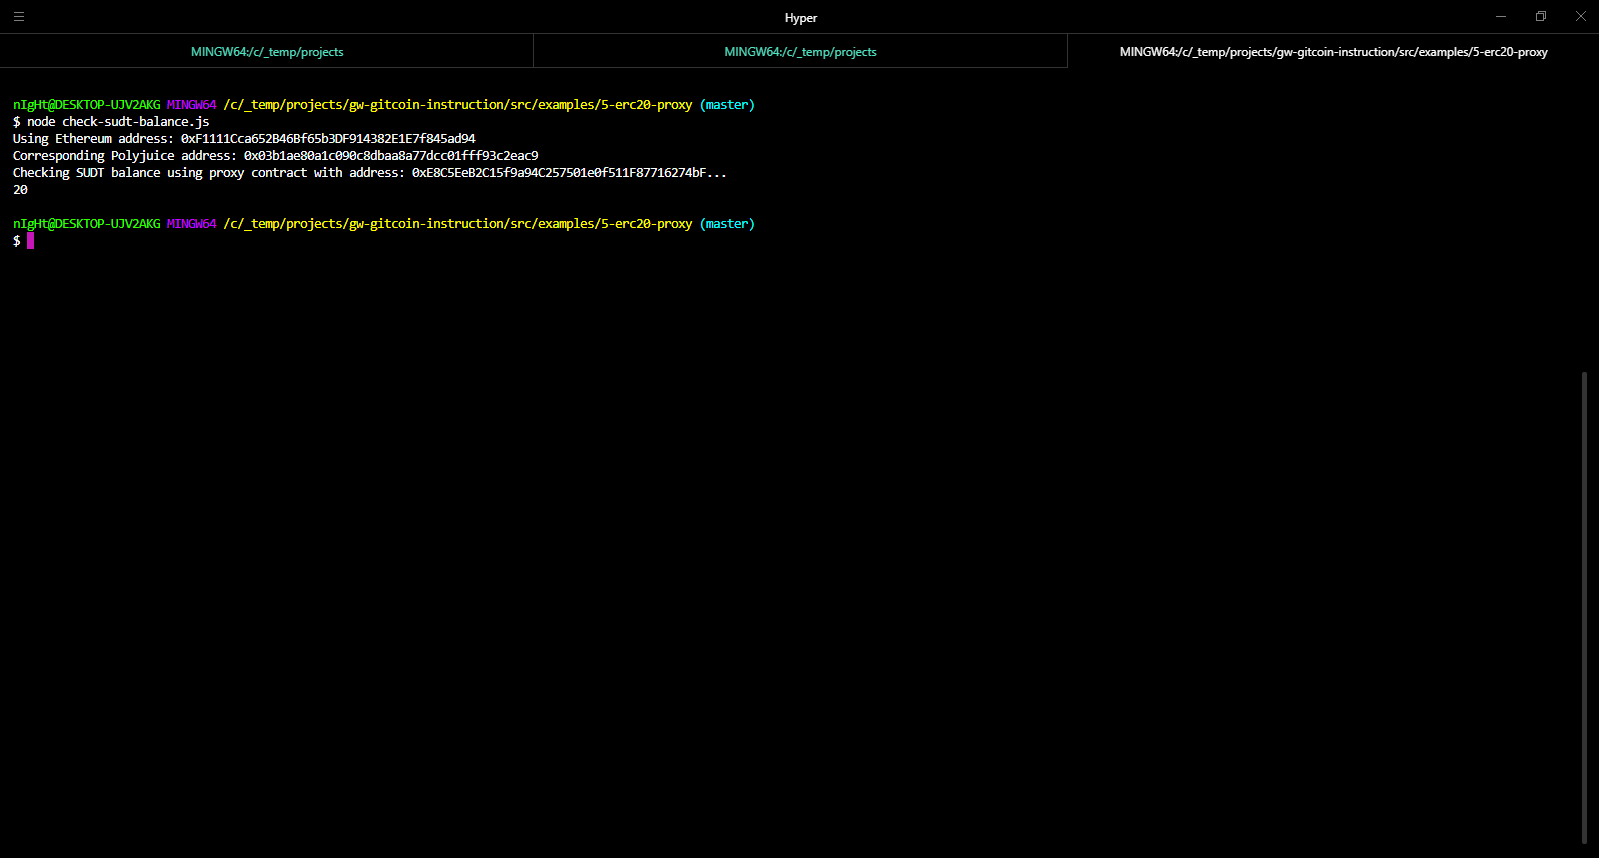 Hyper
MINGW64:/c/_temp/projects
MINGW64:/c/_temp/projects
MINGW64:/c/_temp/projects/gw-gitcoin-instruction/src/examples/5-erc20-proxy
nIgHt@DESKTOP-UJV2AKG MINGW64 /c/_temp/projects/gw-gitcoin-instruction/src/examples/5-erc20-proxy (master)
$ node check-sudt-balance.js
Using Ethereum address: 0xF1111Cca652B46Bf65b3DF914382E1E7f845ad94
Corresponding Polyjuice address: 0x03b1ae80a1c090c8dbaa8a77dcc01fff93c2eac9
Checking SUDT balance using proxy contract with address: 0xE8C5EeB2C15f9a94C257501e0f511F87716274bF...
20
nIgHt@DESKTOP-UJV2AKG MINGW64 /c/_temp/projects/gw-gitcoin-instruction/src/examples/5-erc20-proxy (master)
$